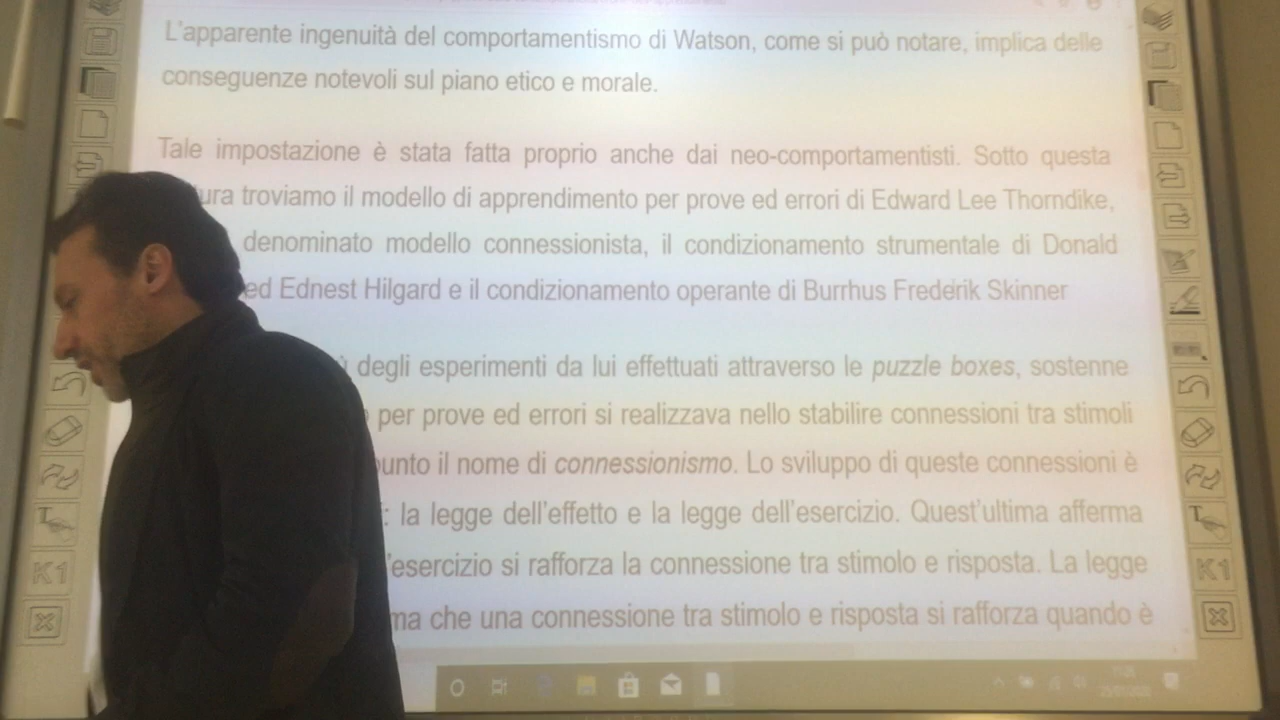 L'apparente ingenuità del comportamentismo di Watson, come si può notare, implica delle
conseguenze notevoli sul piano etico e morale.
Tale impostazione è stata fatta proprio anche dai neo-comportamentisti. Sotto questa
ura troviamo il modello di apprendimento per prove ed errori di Edward Lee Thorndike,
denominato modello connessionista, il condizionamento strumentale di Donald
ed Ednest Hilgard e il condizionamento operante di Burrhus Frederik Skinner
degli esperimenti da lui effettuati attraverso le puzzle boxes, sostenne
per prove ed errori si realizzava nello stabilire connessioni tra stimoli
punto il nome di connessionismo. Lo sviluppo di queste connessioni è
: la legge dell'effetto e la legge dell'esercizio. Quest'ultima afferma
'esercizio si rafforza la connessione tra stimolo e risposta. La legge
ma che una connessione tra stimolo e risposta si rafforza quando è
K1
K1